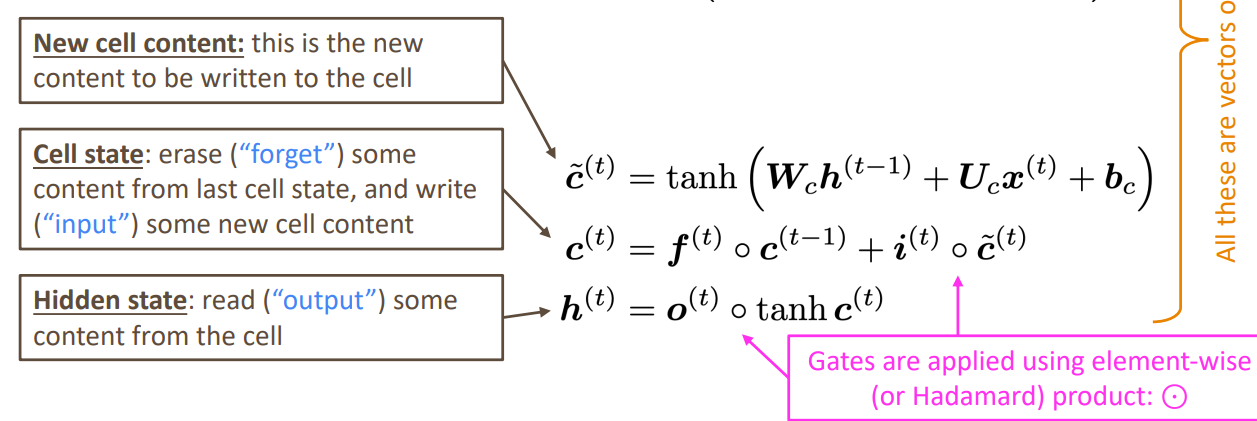 New cell content: this is the new
content to be written to the cell
Cell state: erase (“forget”) some
content from last cell state, and write
(“input”) some new cell content
Hidden state: read (“output”) some
content from the cell
c̃^(t) = tanh (W_c h^(t−1) + U_c x^(t) + b_c)
c^(t) = f^(t) ∘ c^(t−1) + i^(t) ∘ c̃^(t)
h^(t) = o^(t) ∘ tanh c^(t)
Gates are applied using element-wise
(or Hadamard) product: ⊙
All these are vectors o